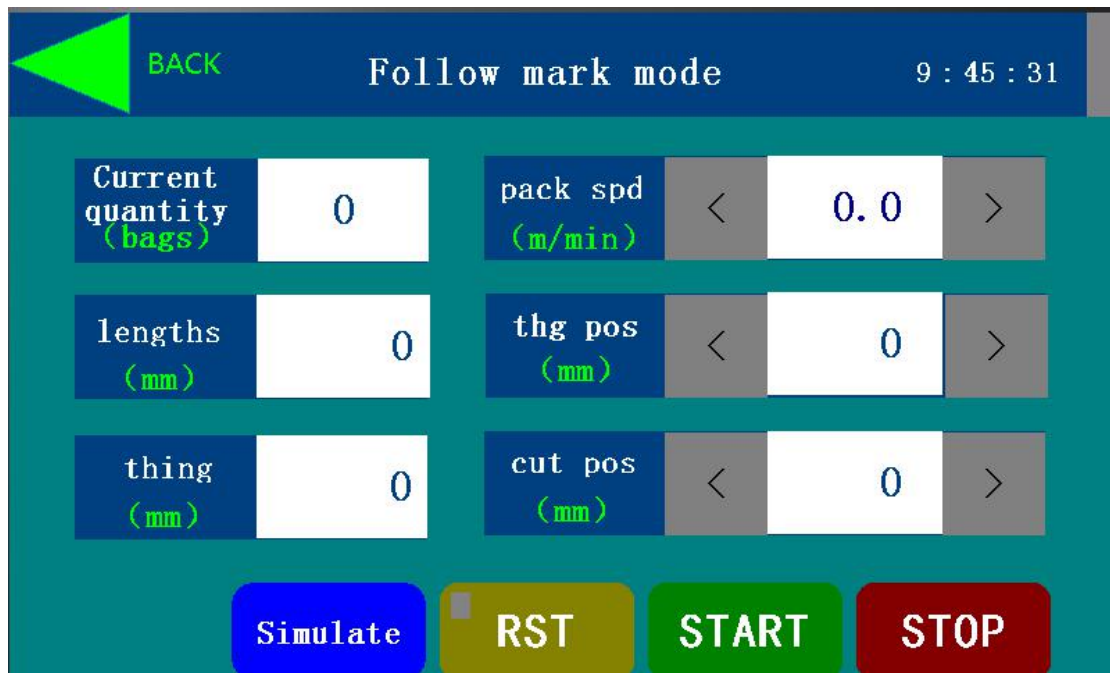 BACK
Follow mark mode
9:45:31
Current
quantity
(bags)
0
pack spd
(m/min)
<
0.0
>
lengths
(mm)
0
thg pos
(mm)
<
0
>
thing
(mm)
0
cut pos
(mm)
<
0
>
Simulate
RST
START
STOP